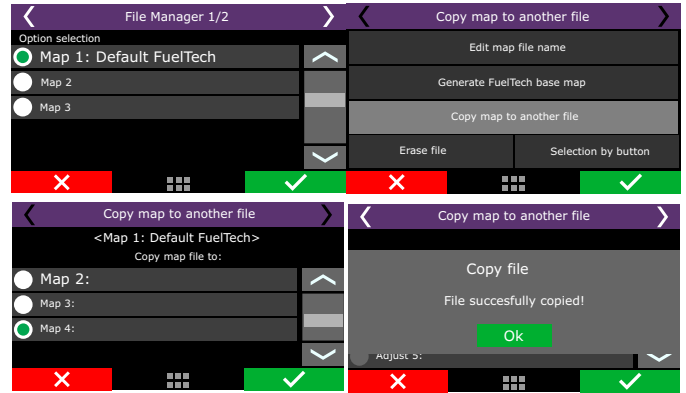 File Manager 1/2
Option selection
Map 1: Default FuelTech
Map 2
Map 3
Copy map to another file
Edit map file name
Generate FuelTech base map
Copy map to another file
Erase file
Selection by button
Copy map to another file
<Map 1: Default FuelTech>
Copy map file to:
Map 2:
Map 3:
Map 4:
Copy map to another file
Copy file
File succesfully copied!
Ok
Adjust 5: